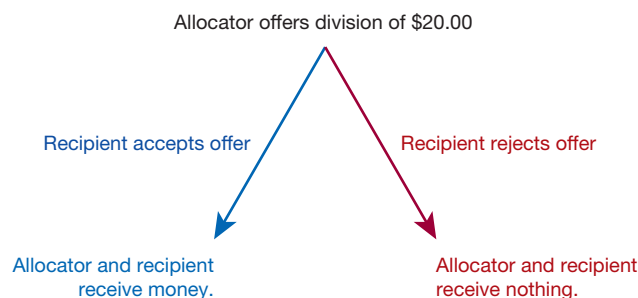 Allocator offers division of $20.00
Recipient accepts offer
Recipient rejects offer
Allocator and recipient
receive money.
Allocator and recipient
receive nothing.